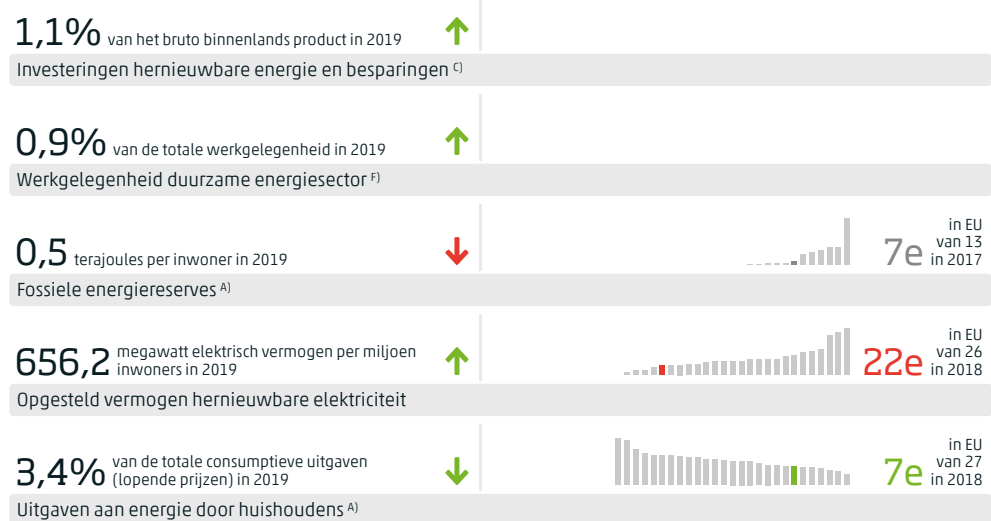 1,1% van het bruto binnenlands product in 2019
Investeringen hernieuwbare energie en besparingen C)
0,9% van de totale werkgelegenheid in 2019
Werkgelegenheid duurzame energiesector F)
0,5 terajoules per inwoner in 2019
7e
in EU
van 13
in 2017
Fossiele energiereserves A)
656,2 megawatt elektrisch vermogen per miljoen
inwoners in 2019
22e
in EU
van 26
in 2018
Opgesteld vermogen hernieuwbare elektriciteit
3,4% van de totale consumptieve uitgaven
(lopende prijzen) in 2019
7e
in EU
van 27
in 2018
Uitgaven aan energie door huishoudens A)